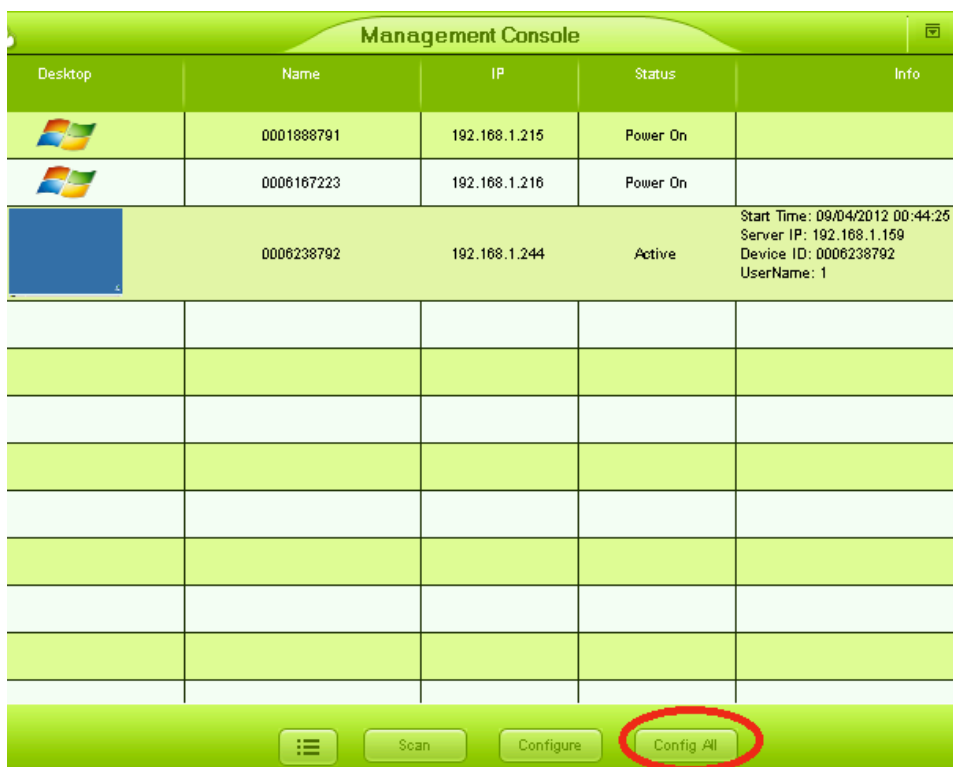 Management Console
Desktop Name IP Status Info
0001888791 192.168.1.215 Power On
0006167223 192.168.1.216 Power On
Start Time: 09/04/2012 00:44:25
Server IP: 192.168.1.159
0006238792 192.168.1.244 Active
Device ID: 0006238792
UserName: 1
Scan Configure Config All